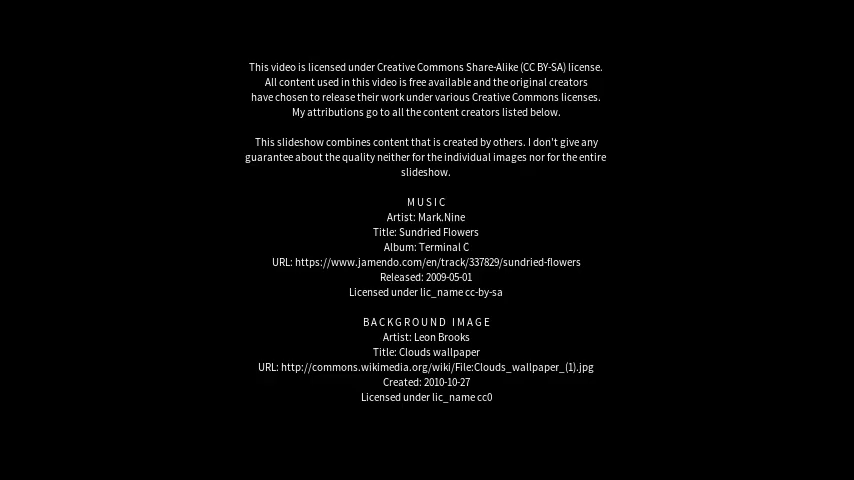 This video is licensed under Creative Commons Share-Alike (CC BY-SA) license.
All content used in this video is free available and the original creators
have chosen to release their work under various Creative Commons licenses.
My attributions go to all the content creators listed below.
This slideshow combines content that is created by others. I don't give any
guarantee about the quality neither for the individual images nor for the entire
slideshow.
MUSIC
Artist: Mark.Nine
Title: Sundried Flowers
Album: Terminal C
URL: https://www.jamendo.com/en/track/337829/sundried-flowers
Released: 2009-05-01
Licensed under lic_name cc-by-sa
BACKGROUND IMAGE
Artist: Leon Brooks
Title: Clouds wallpaper
URL: http://commons.wikimedia.org/wiki/File:Clouds_wallpaper_(1).jpg
Created: 2010-10-27
Licensed under lic_name cc0